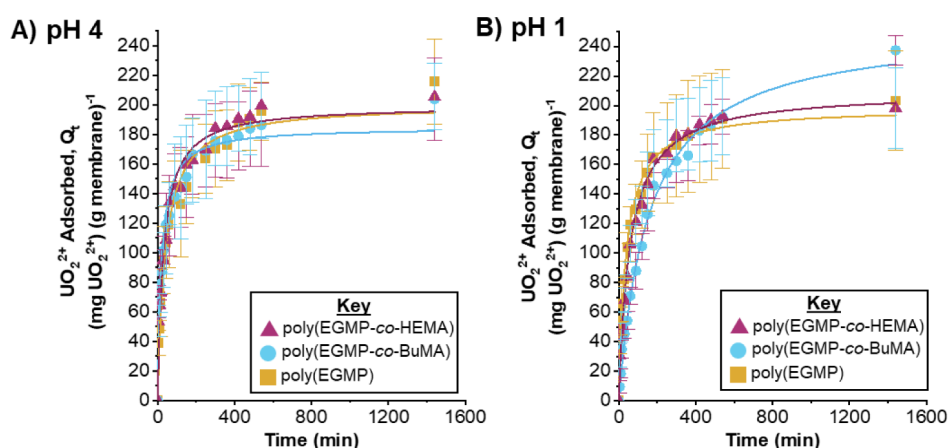 A) pH 4
UO₂²⁺ Adsorbed, Qₜ
(mg UO₂²⁺) (g membrane)⁻¹
240
220
200
180
160
140
120
100
80
60
40
20
0
Key
poly(EGMP-co-HEMA)
poly(EGMP-co-BuMA)
poly(EGMP)
0 400 800 1200 1600
Time (min)
B) pH 1
UO₂²⁺ Adsorbed, Qₜ
(mg UO₂²⁺) (g membrane)⁻¹
240
220
200
180
160
140
120
100
80
60
40
20
0
Key
poly(EGMP-co-HEMA)
poly(EGMP-co-BuMA)
poly(EGMP)
0 400 800 1200 1600
Time (min)